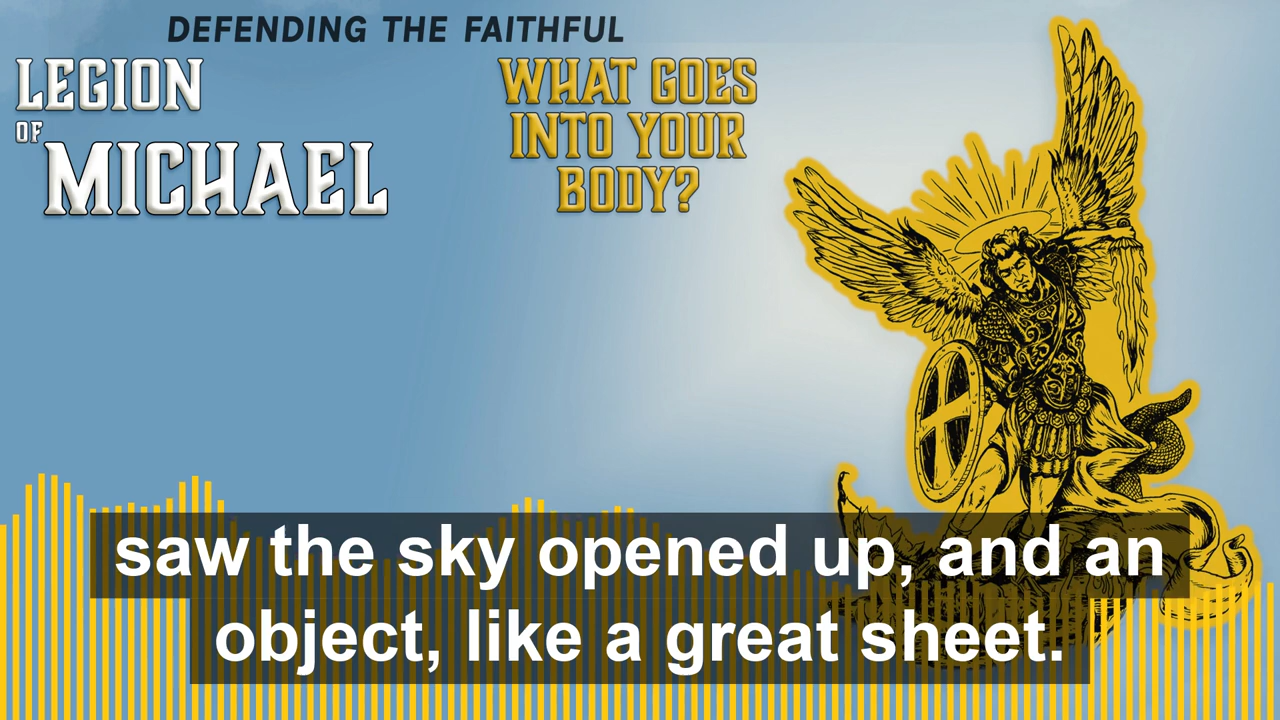 DEFENDING THE FAITHFUL
LEGION
OF
MICHAEL
WHAT GOES
INTO YOUR
BODY?
saw the sky opened up, and an
object, like a great sheet.